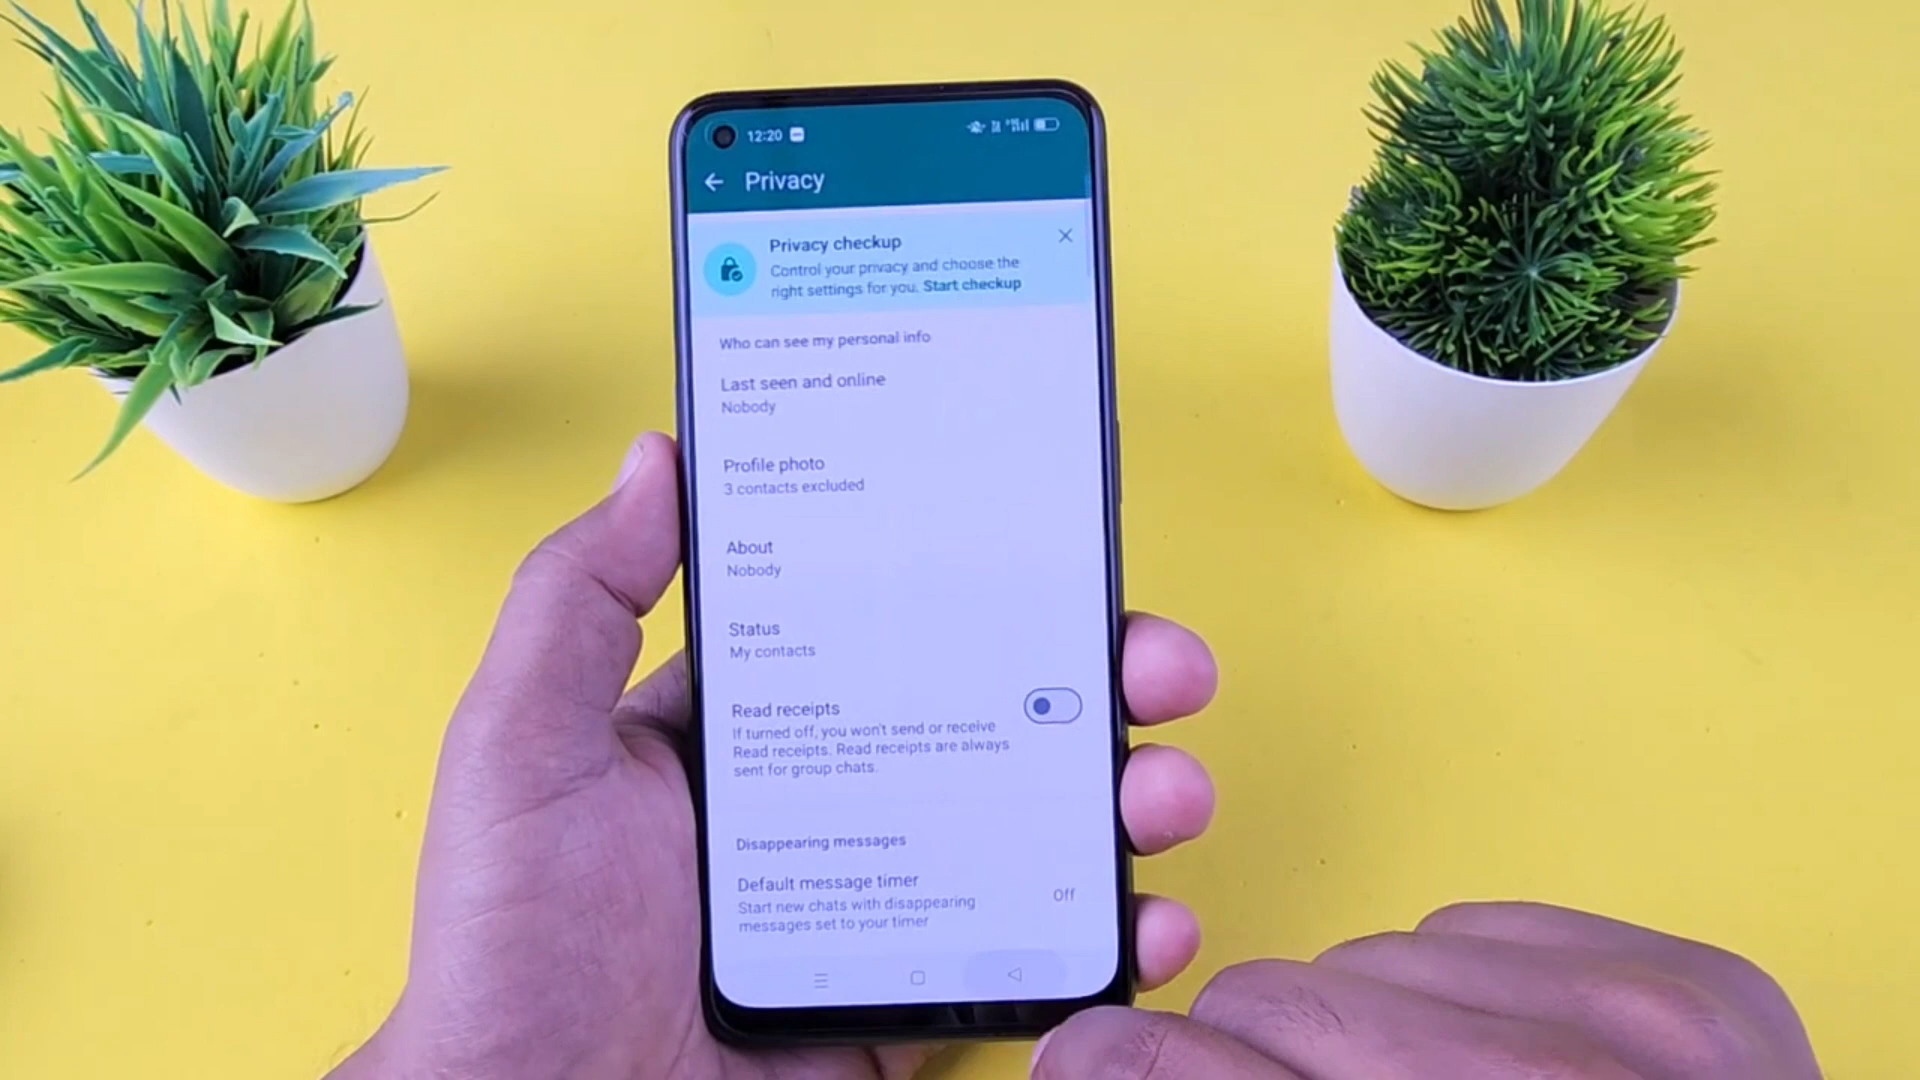 12:20
Privacy
Privacy checkup
Control your privacy and choose the
right settings for you. Start checkup
Who can see my personal info
Last seen and online
Nobody
Profile photo
3 contacts excluded
About
Nobody
Status
My contacts
Read receipts
If turned off, you won't send or receive
Read receipts. Read receipts are always
sent for group chats.
Disappearing messages
Default message timer
Off
Start new chats with disappearing
messages set to your timer